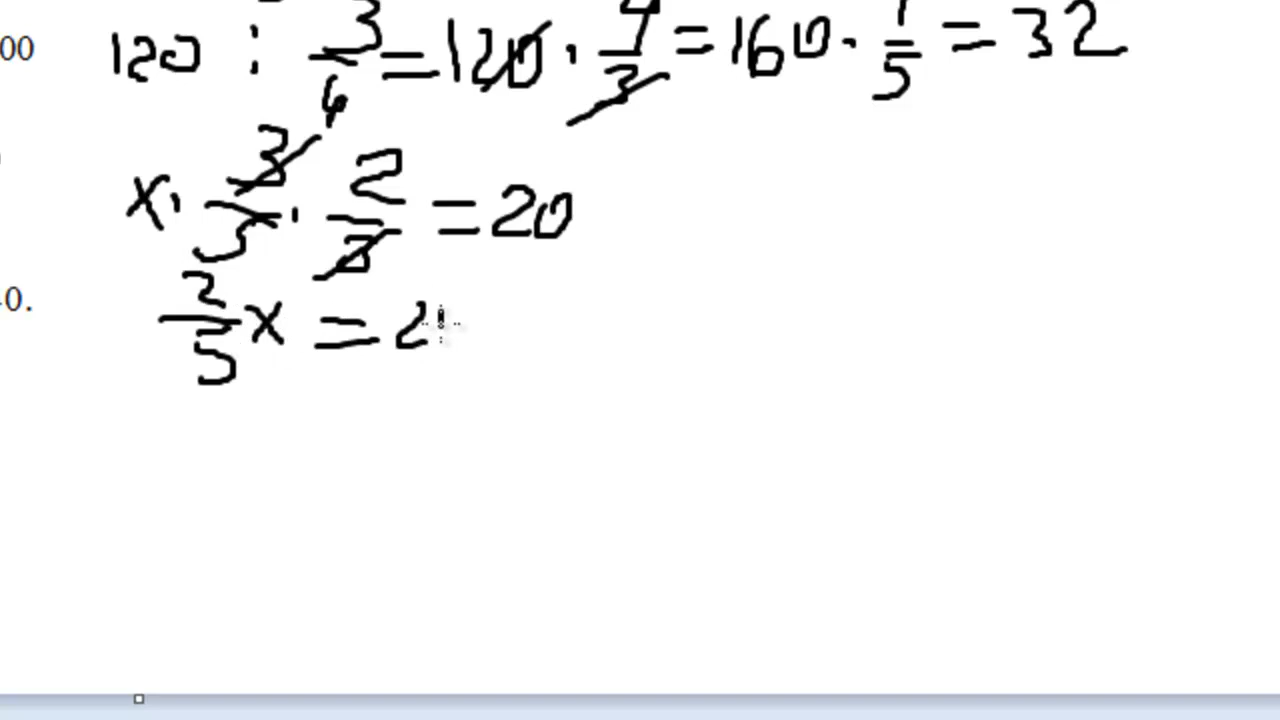 00
120 : 3/4 = 120 · 4/3 = 160 · 1/5 = 32
x · 3/5 · 2/3 = 20
40.
2/5 x = 2